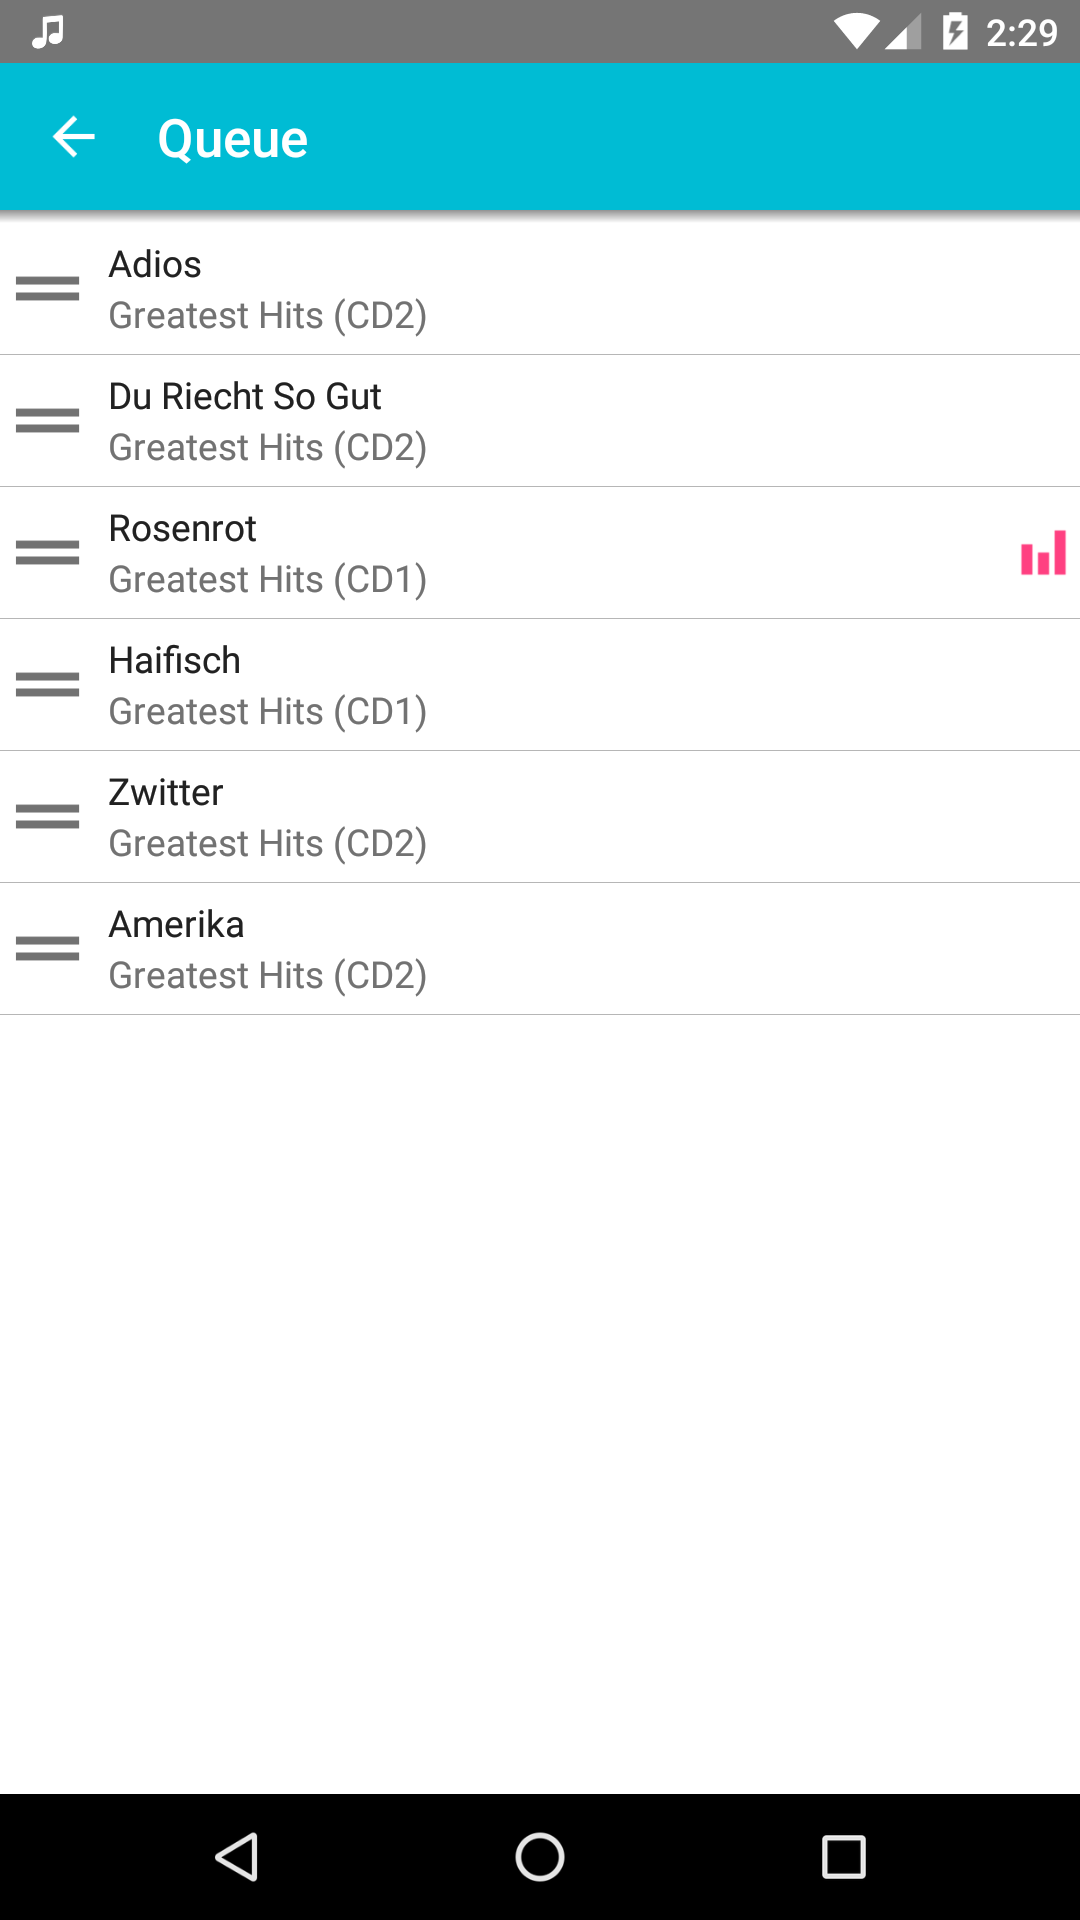 2:29
Queue
Adios
Greatest Hits (CD2)
Du Riecht So Gut
Greatest Hits (CD2)
Rosenrot
Greatest Hits (CD1)
Haifisch
Greatest Hits (CD1)
Zwitter
Greatest Hits (CD2)
Amerika
Greatest Hits (CD2)